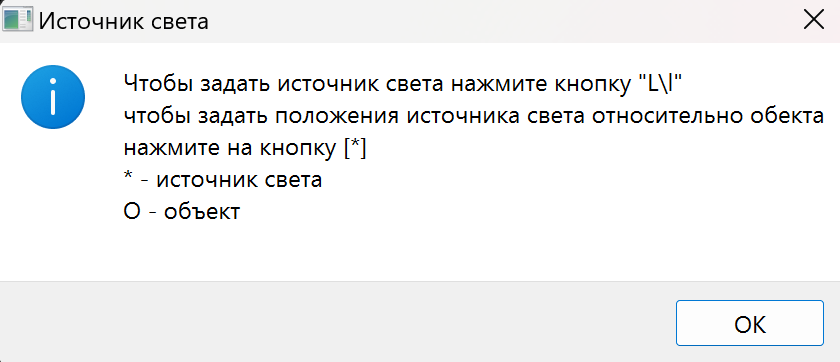 Источник света
Чтобы задать источник света нажмите кнопку "L\l"
чтобы задать положения источника света относительно обекта
нажмите на кнопку [*]
* - источник света
О - объект
ОК